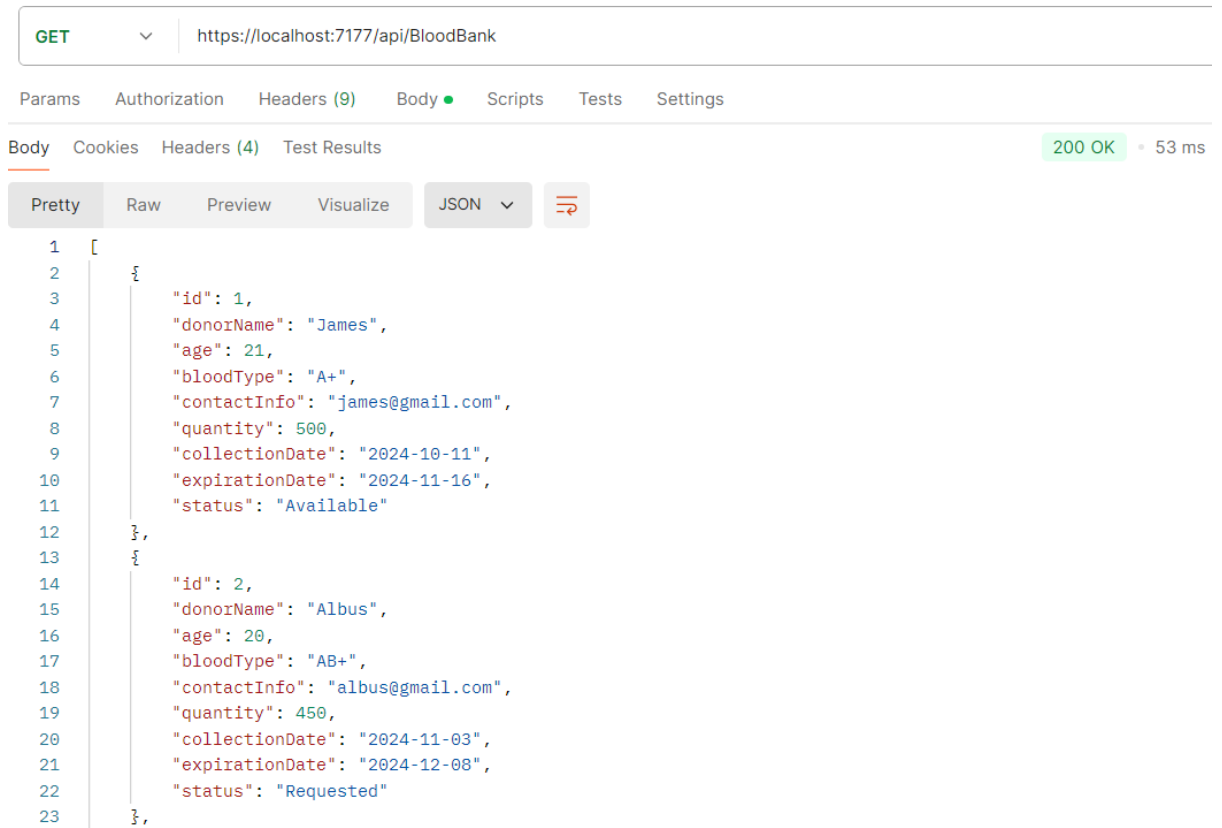 GET https://localhost:7177/api/BloodBank
Params Authorization Headers (9) Body Scripts Tests Settings
Body Cookies Headers (4) Test Results 200 OK • 53 ms
Pretty Raw Preview Visualize JSON
1 [
2 {
3 "id": 1,
4 "donorName": "James",
5 "age": 21,
6 "bloodType": "A+",
7 "contactInfo": "james@gmail.com",
8 "quantity": 500,
9 "collectionDate": "2024-10-11",
10 "expirationDate": "2024-11-16",
11 "status": "Available"
12 },
13 {
14 "id": 2,
15 "donorName": "Albus",
16 "age": 20,
17 "bloodType": "AB+",
18 "contactInfo": "albus@gmail.com",
19 "quantity": 450,
20 "collectionDate": "2024-11-03",
21 "expirationDate": "2024-12-08",
22 "status": "Requested"
23 },